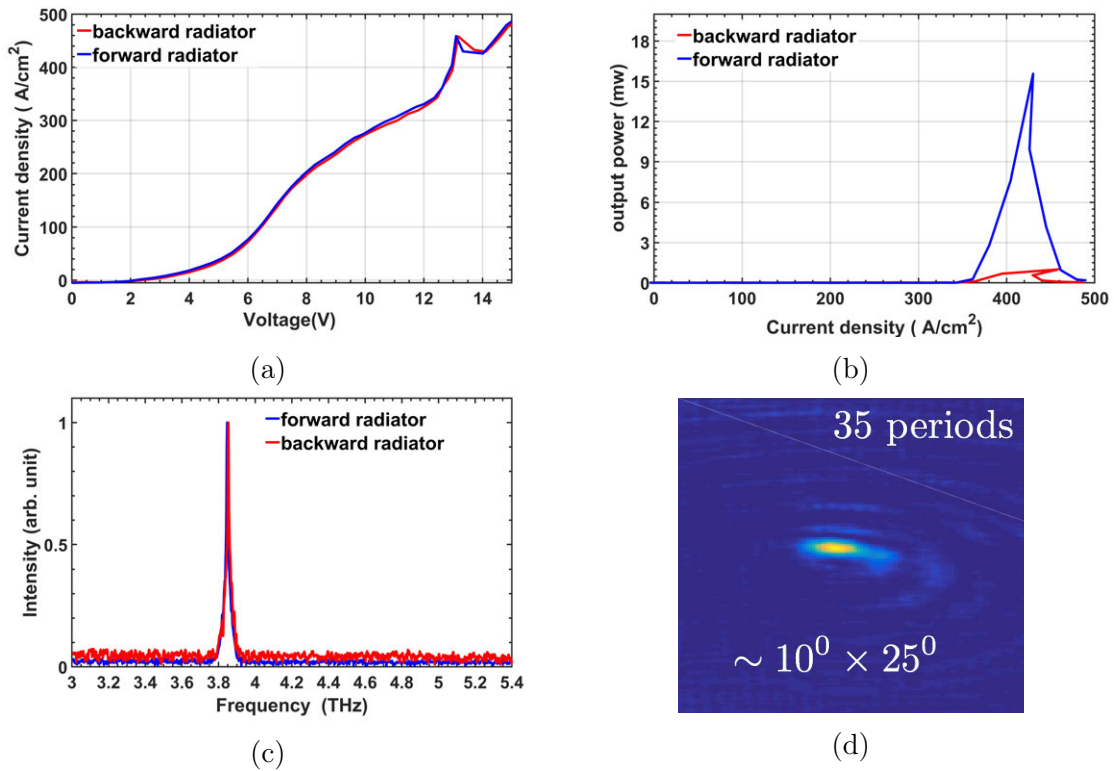 500
400
300
200
100
0
Current density ( A/cm²)
backward radiator
forward radiator
0 2 4 6 8 10 12 14
Voltage(V)
(a)
18
15
12
9
6
3
0
output power (mw)
backward radiator
forward radiator
0 100 200 300 400 500
Current density ( A/cm²)
(b)
1
0.5
0
Intensity (arb. unit)
forward radiator
backward radiator
3 3.2 3.4 3.6 3.8 4 4.2 4.4 4.6 4.8 5 5.2 5.4
Frequency (THz)
(c)
35 periods
~ 10⁰ × 25⁰
(d)